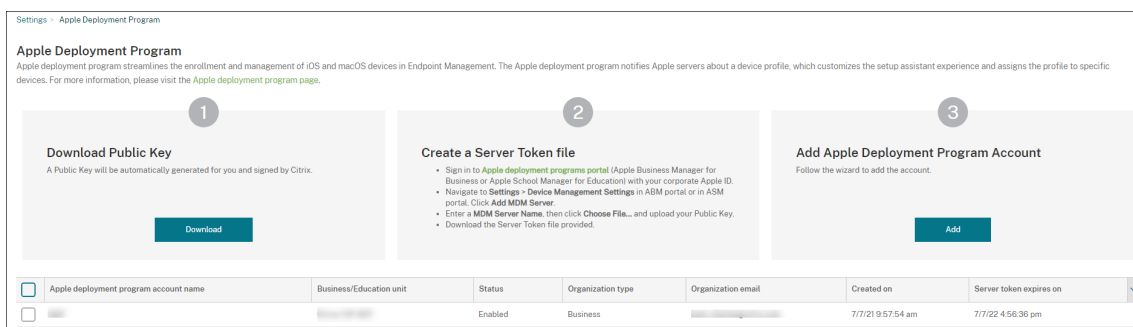 Settings > Apple Deployment Program
Apple Deployment Program
Apple deployment program streamlines the enrollment and management of iOS and macOS devices in Endpoint Management. The Apple deployment program notifies Apple servers about a device profile, which customizes the setup assistant experience and assigns the profile to specific
devices. For more information, please visit the Apple deployment program page.
1
Download Public Key
A Public Key will be automatically generated for you and signed by Citrix.
Download
2
Create a Server Token file
• Sign in to Apple deployment programs portal (Apple Business Manager for
Business or Apple School Manager for Education) with your corporate Apple ID.
• Navigate to Settings > Device Management Settings in ABM portal or in ASM
portal. Click Add MDM Server.
• Enter a MDM Server Name, then click Choose File... and upload your Public Key.
• Download the Server Token file provided.
3
Add Apple Deployment Program Account
Follow the wizard to add the account.
Add
Apple deployment program account name Business/Education unit Status Organization type Organization email Created on Server token expires on
Enabled Business 7/7/21 9:57:54 am 7/7/22 4:56:36 pm